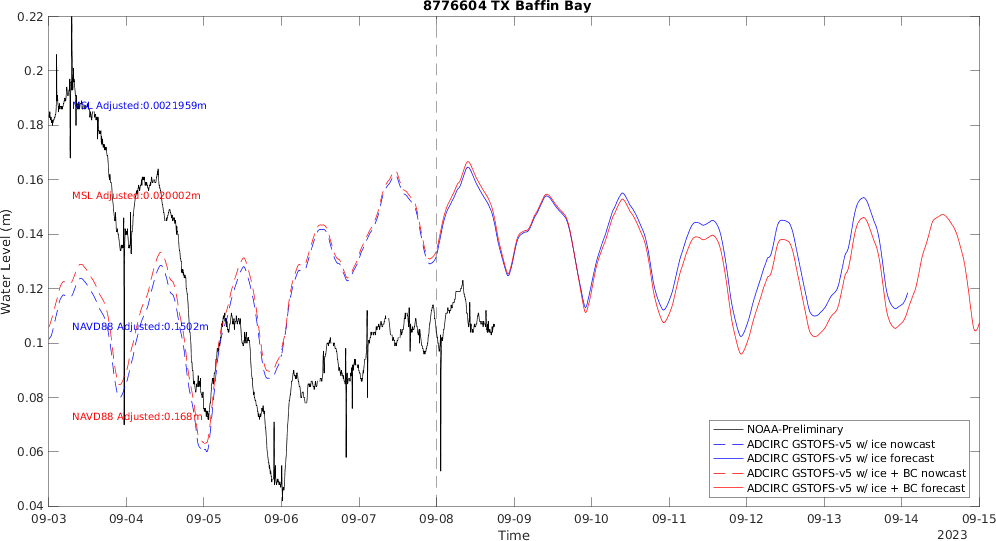 8776604 TX Baffin Bay
0.22
0.2
0.18
0.16
0.14
0.12
0.1
0.08
0.06
0.04
Water Level (m)
MSL Adjusted:0.0021959m
MSL Adjusted:0.020002m
NAVD88 Adjusted:0.1502m
NAVD88 Adjusted:0.168m
NOAA-Preliminary
ADCIRC GSTOFS-v5 w/ ice nowcast
ADCIRC GSTOFS-v5 w/ ice forecast
ADCIRC GSTOFS-v5 w/ ice + BC nowcast
ADCIRC GSTOFS-v5 w/ ice + BC forecast
09-03 09-04 09-05 09-06 09-07 09-08 09-09 09-10 09-11 09-12 09-13 09-14 09-15
Time
2023